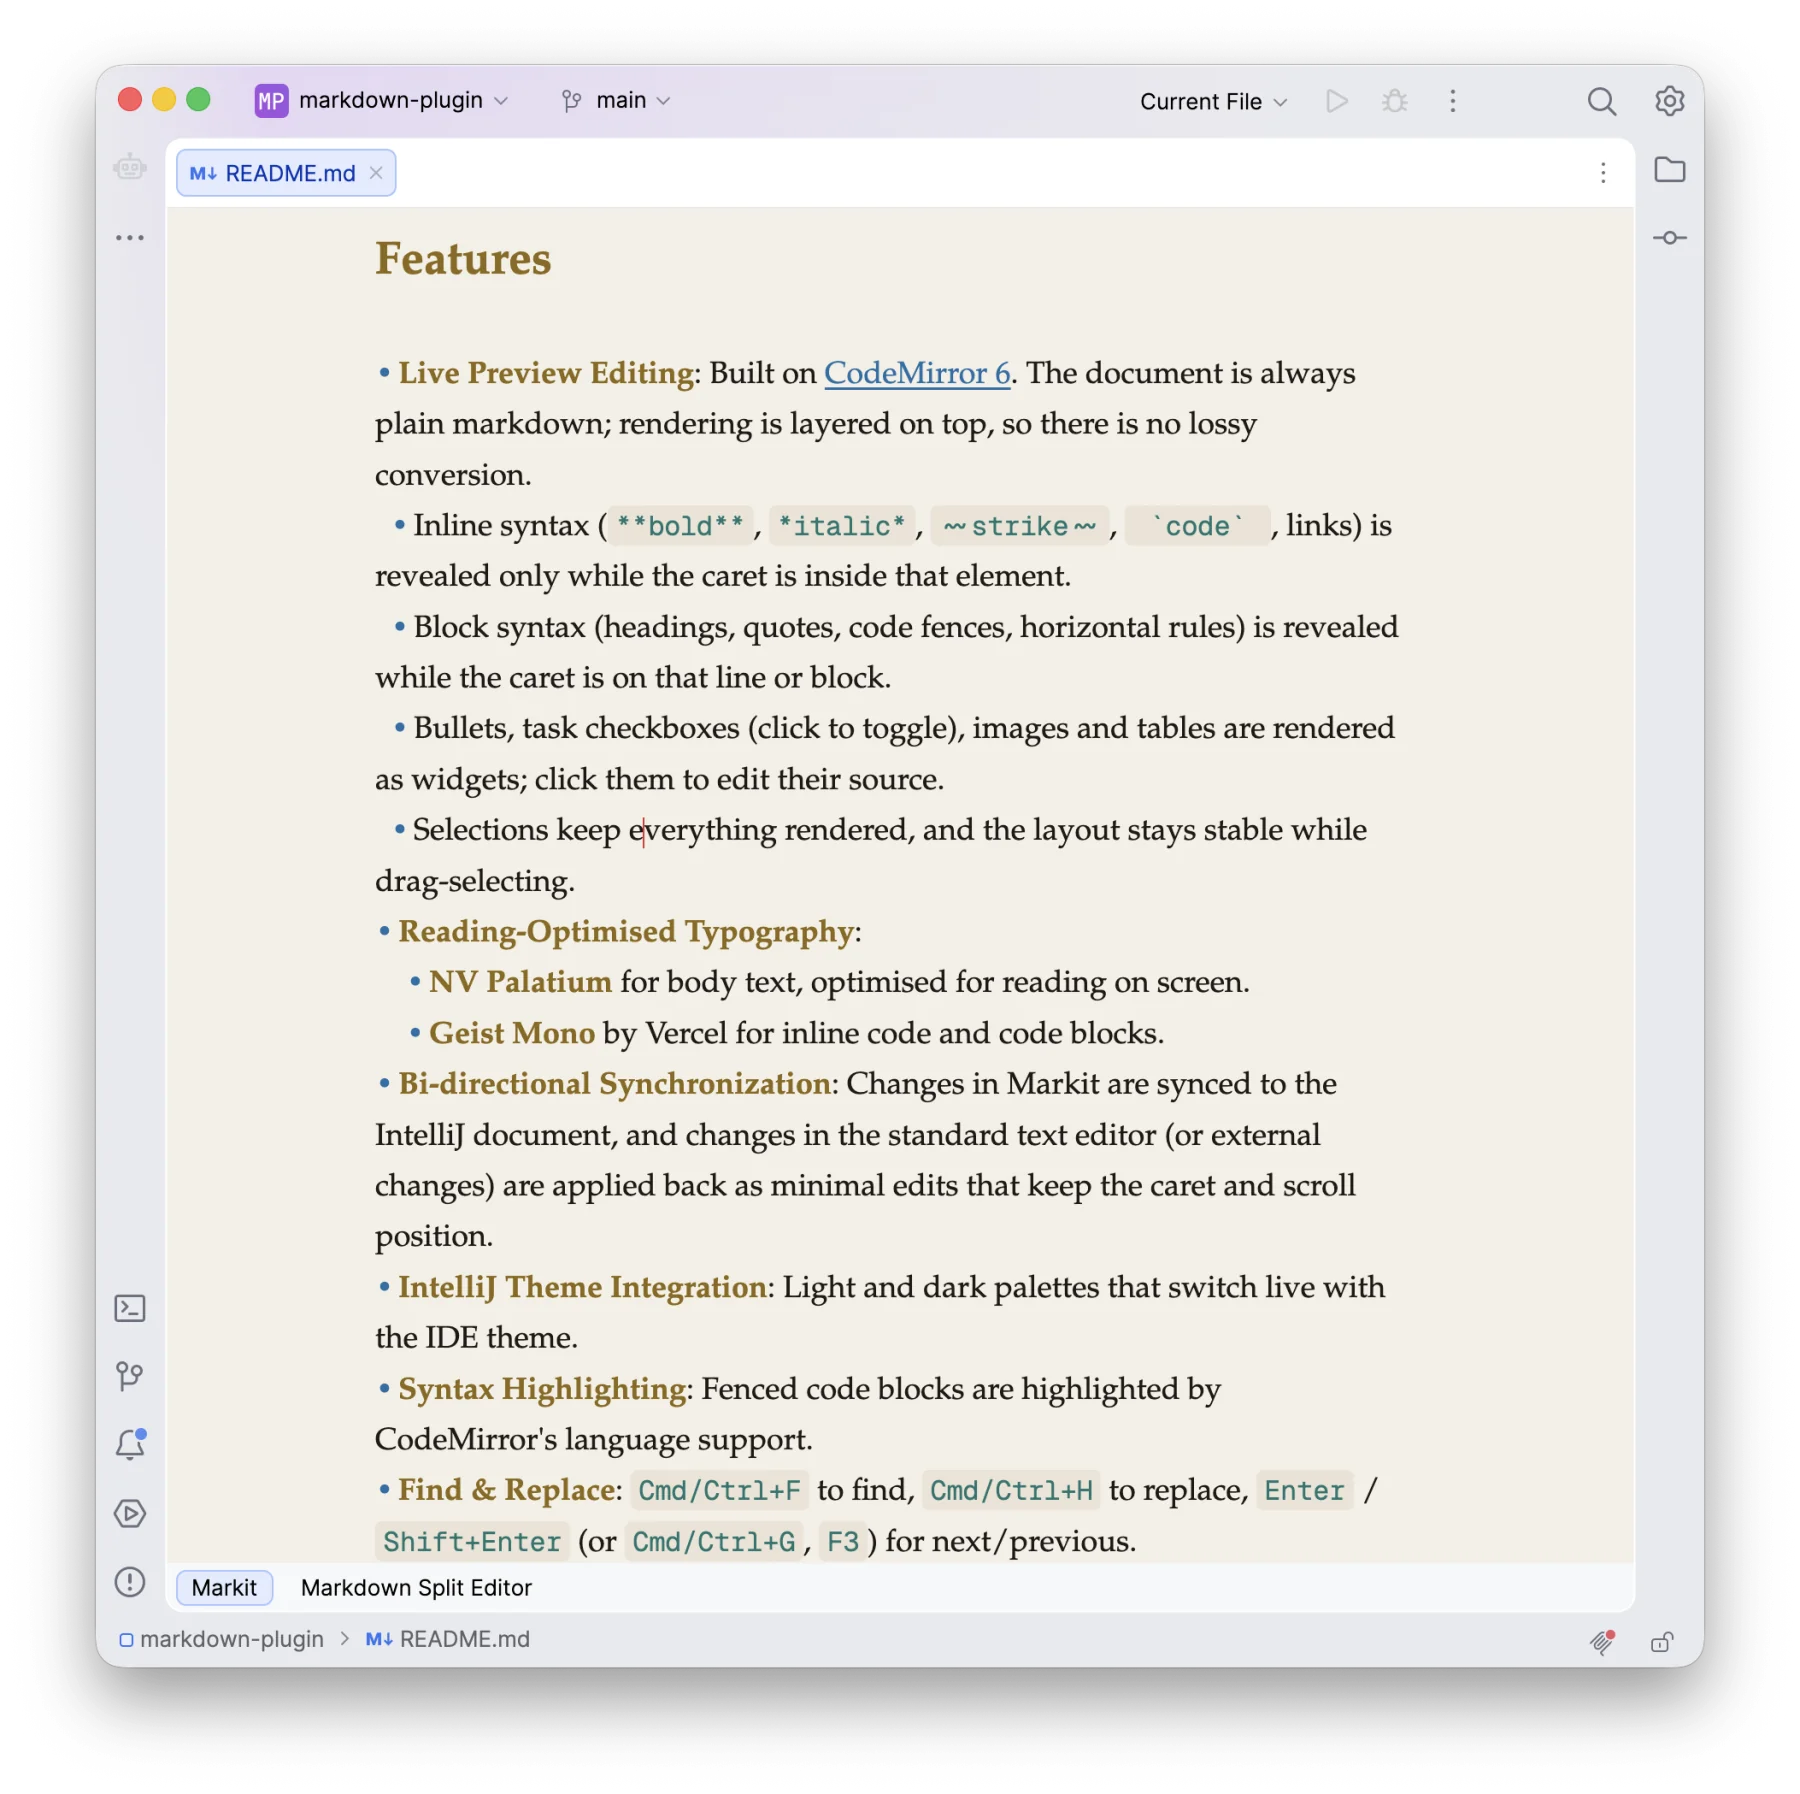 MP markdown-plugin main Current File
M↓ README.md
Features
• Live Preview Editing: Built on CodeMirror 6. The document is always
plain markdown; rendering is layered on top, so there is no lossy
conversion.
• Inline syntax (**bold**, *italic*, ~~strike~~, `code`, links) is
revealed only while the caret is inside that element.
• Block syntax (headings, quotes, code fences, horizontal rules) is revealed
while the caret is on that line or block.
• Bullets, task checkboxes (click to toggle), images and tables are rendered
as widgets; click them to edit their source.
• Selections keep everything rendered, and the layout stays stable while
drag-selecting.
• Reading-Optimised Typography:
• NV Palatium for body text, optimised for reading on screen.
• Geist Mono by Vercel for inline code and code blocks.
• Bi-directional Synchronization: Changes in Markit are synced to the
IntelliJ document, and changes in the standard text editor (or external
changes) are applied back as minimal edits that keep the caret and scroll
position.
• IntelliJ Theme Integration: Light and dark palettes that switch live with
the IDE theme.
• Syntax Highlighting: Fenced code blocks are highlighted by
CodeMirror's language support.
• Find & Replace: Cmd/Ctrl+F to find, Cmd/Ctrl+H to replace, Enter /
Shift+Enter (or Cmd/Ctrl+G, F3) for next/previous.
Markit Markdown Split Editor
markdown-plugin > M↓ README.md